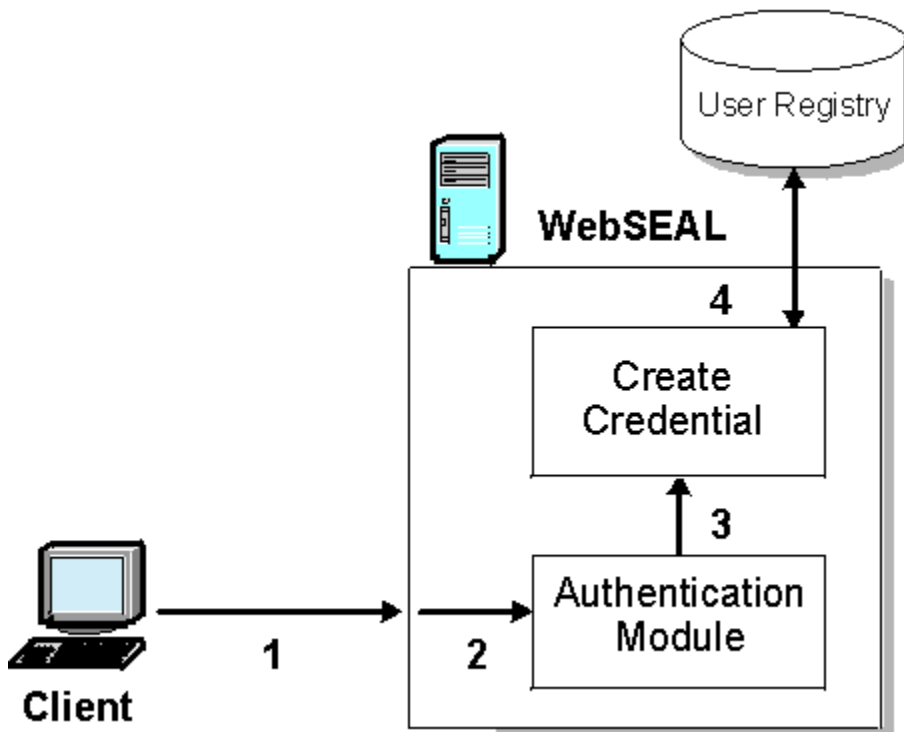 User Registry
WebSEAL
4
Create
Credential
3
Authentication
Module
1
2
Client